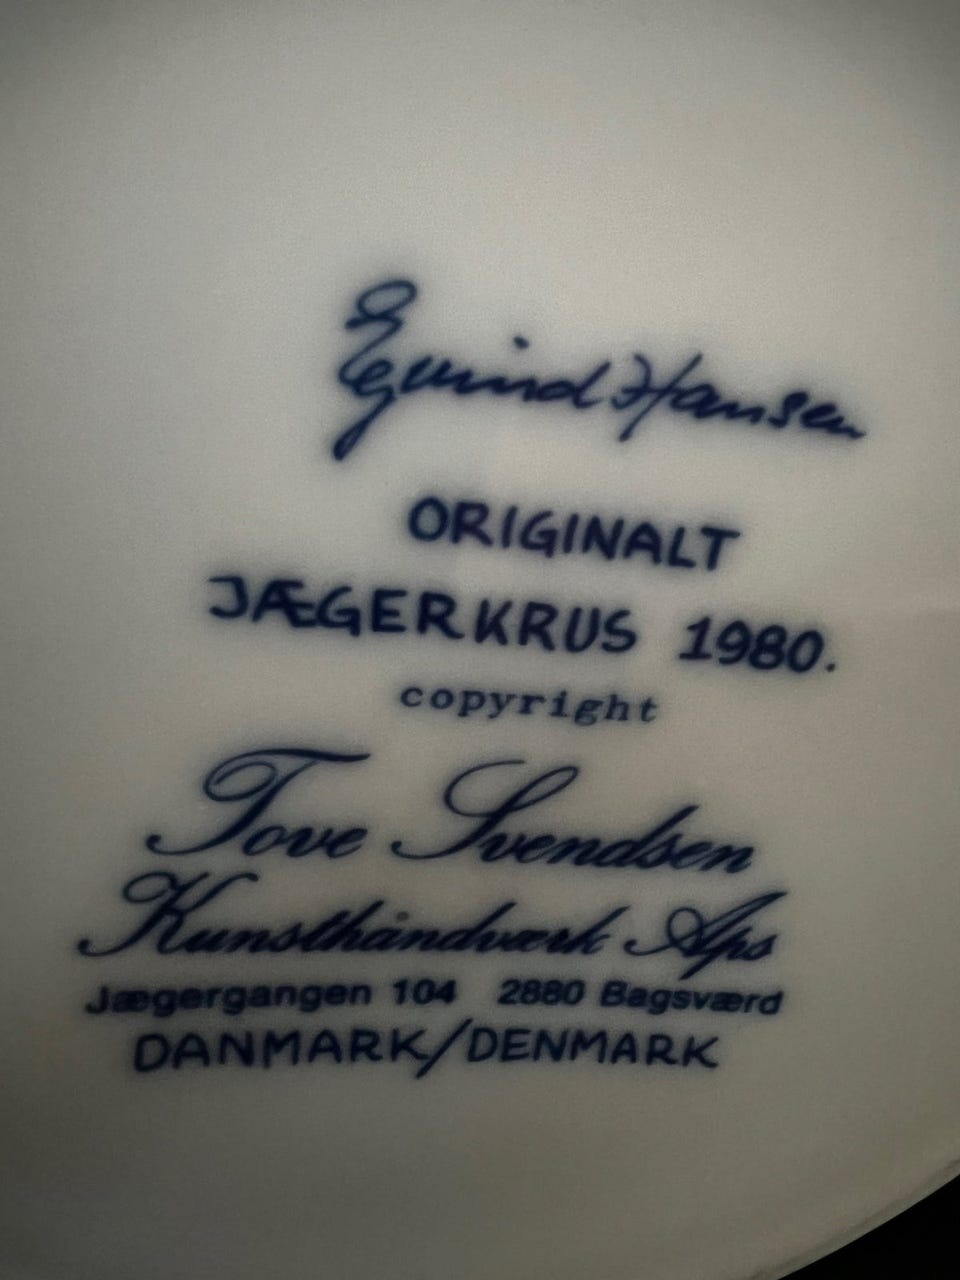 Eyvind Hansen
ORIGINALT
JÆGERKRUS 1980.
copyright
Tove Svendsen
Kunsthåndværk Aps
Jægergangen 104 2880 Bagsværd
DANMARK/DENMARK